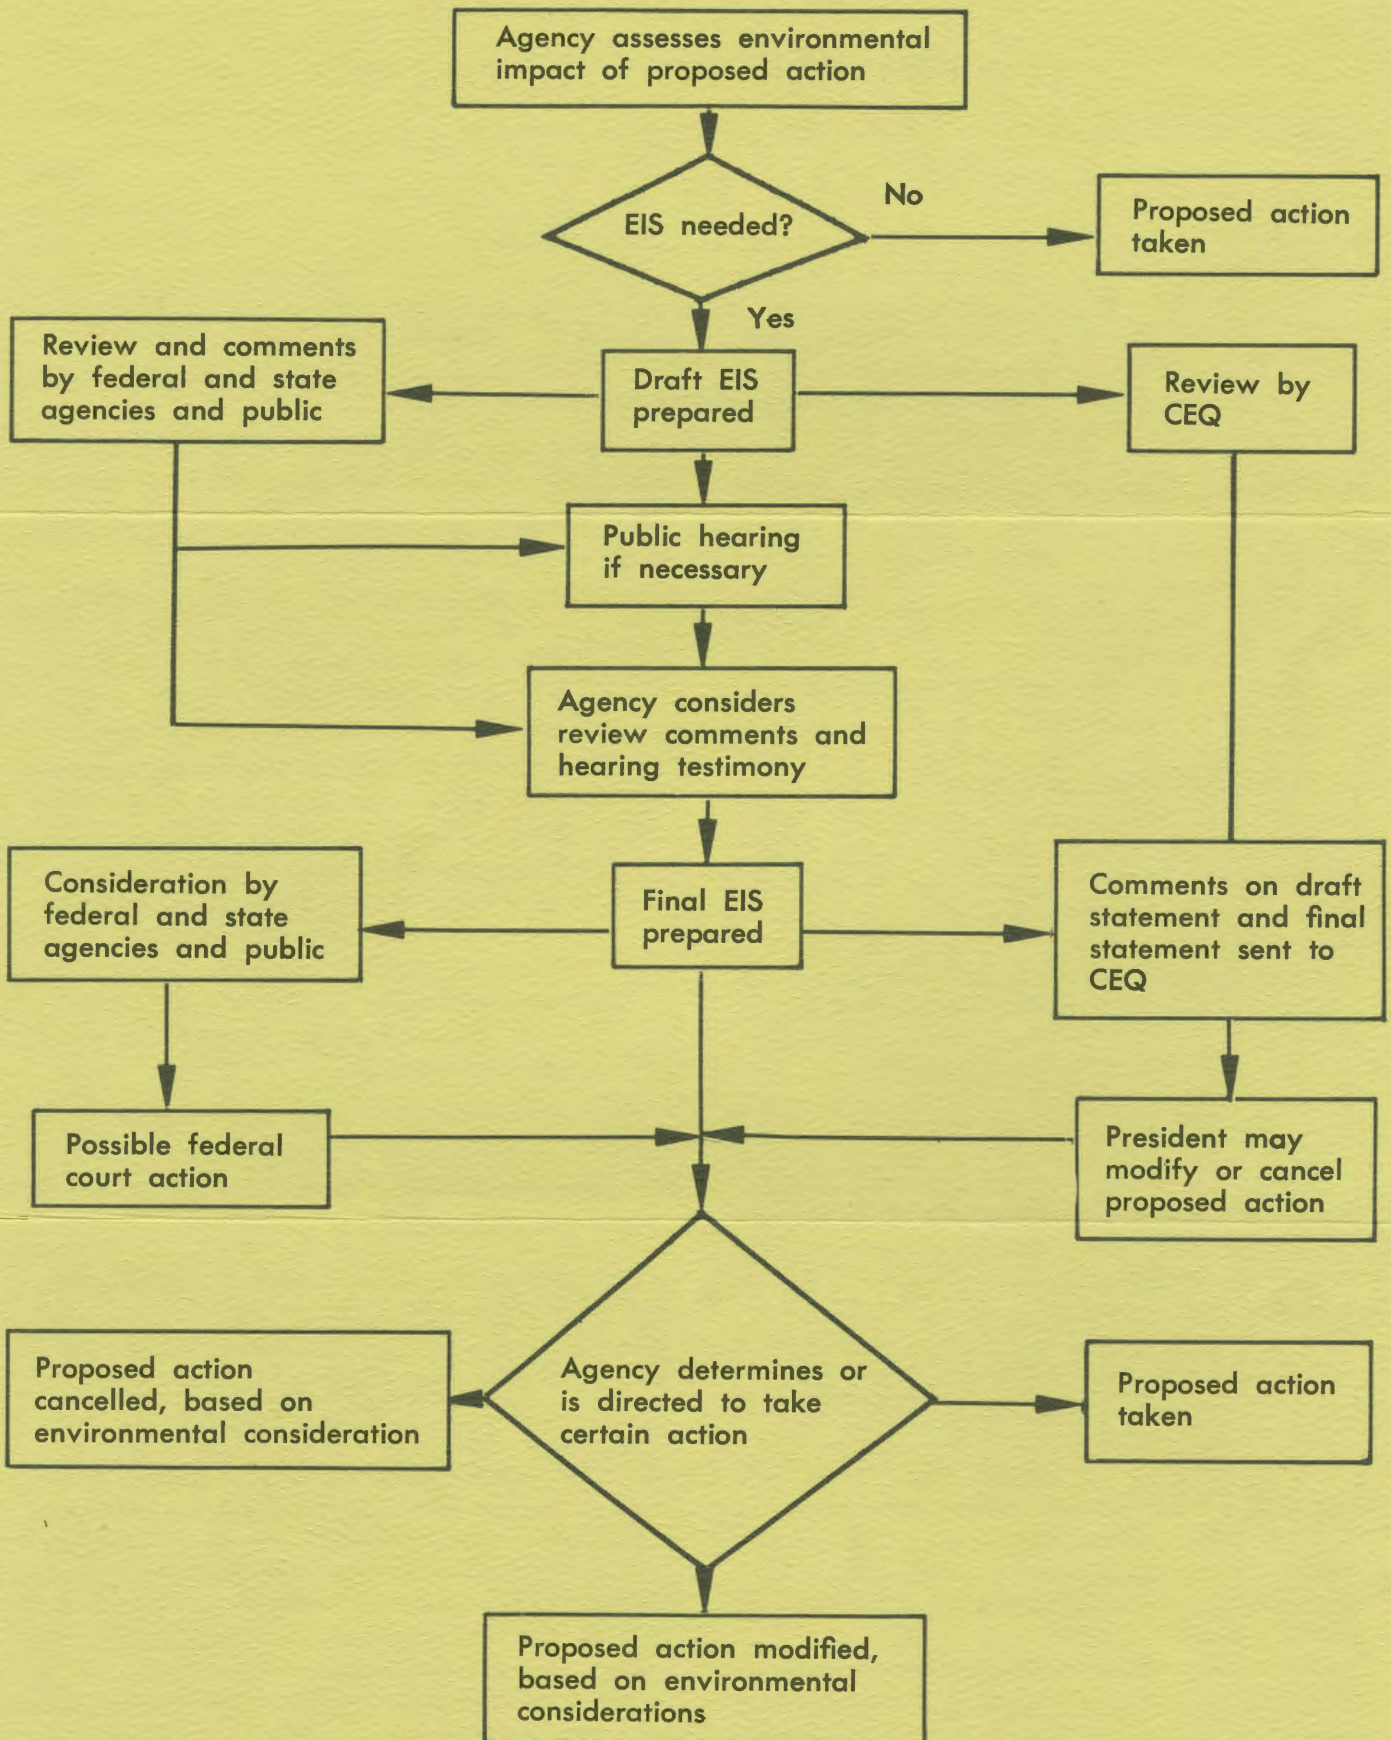 Agency assesses environmental
impact of proposed action
EIS needed?
No
Proposed action
taken
Yes
Review and comments
by federal and state
agencies and public
Draft EIS
prepared
Review by
CEQ
Public hearing
if necessary
Agency considers
review comments and
hearing testimony
Consideration by
federal and state
agencies and public
Final EIS
prepared
Comments on draft
statement and final
statement sent to
CEQ
Possible federal
court action
President may
modify or cancel
proposed action
Proposed action
cancelled, based on
environmental consideration
Agency determines or
is directed to take
certain action
Proposed action
taken
Proposed action modified,
based on environmental
considerations